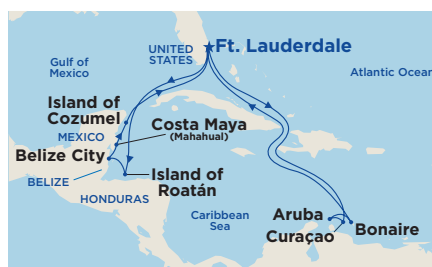 UNITED
STATES
Ft. Lauderdale
Gulf of
Mexico
Atlantic Ocean
Island of
Cozumel
Costa Maya
(Mahahual)
MEXICO
Belize City
BELIZE
Island of
Roatán
HONDURAS
Caribbean
Sea
Aruba
Curaçao
Bonaire